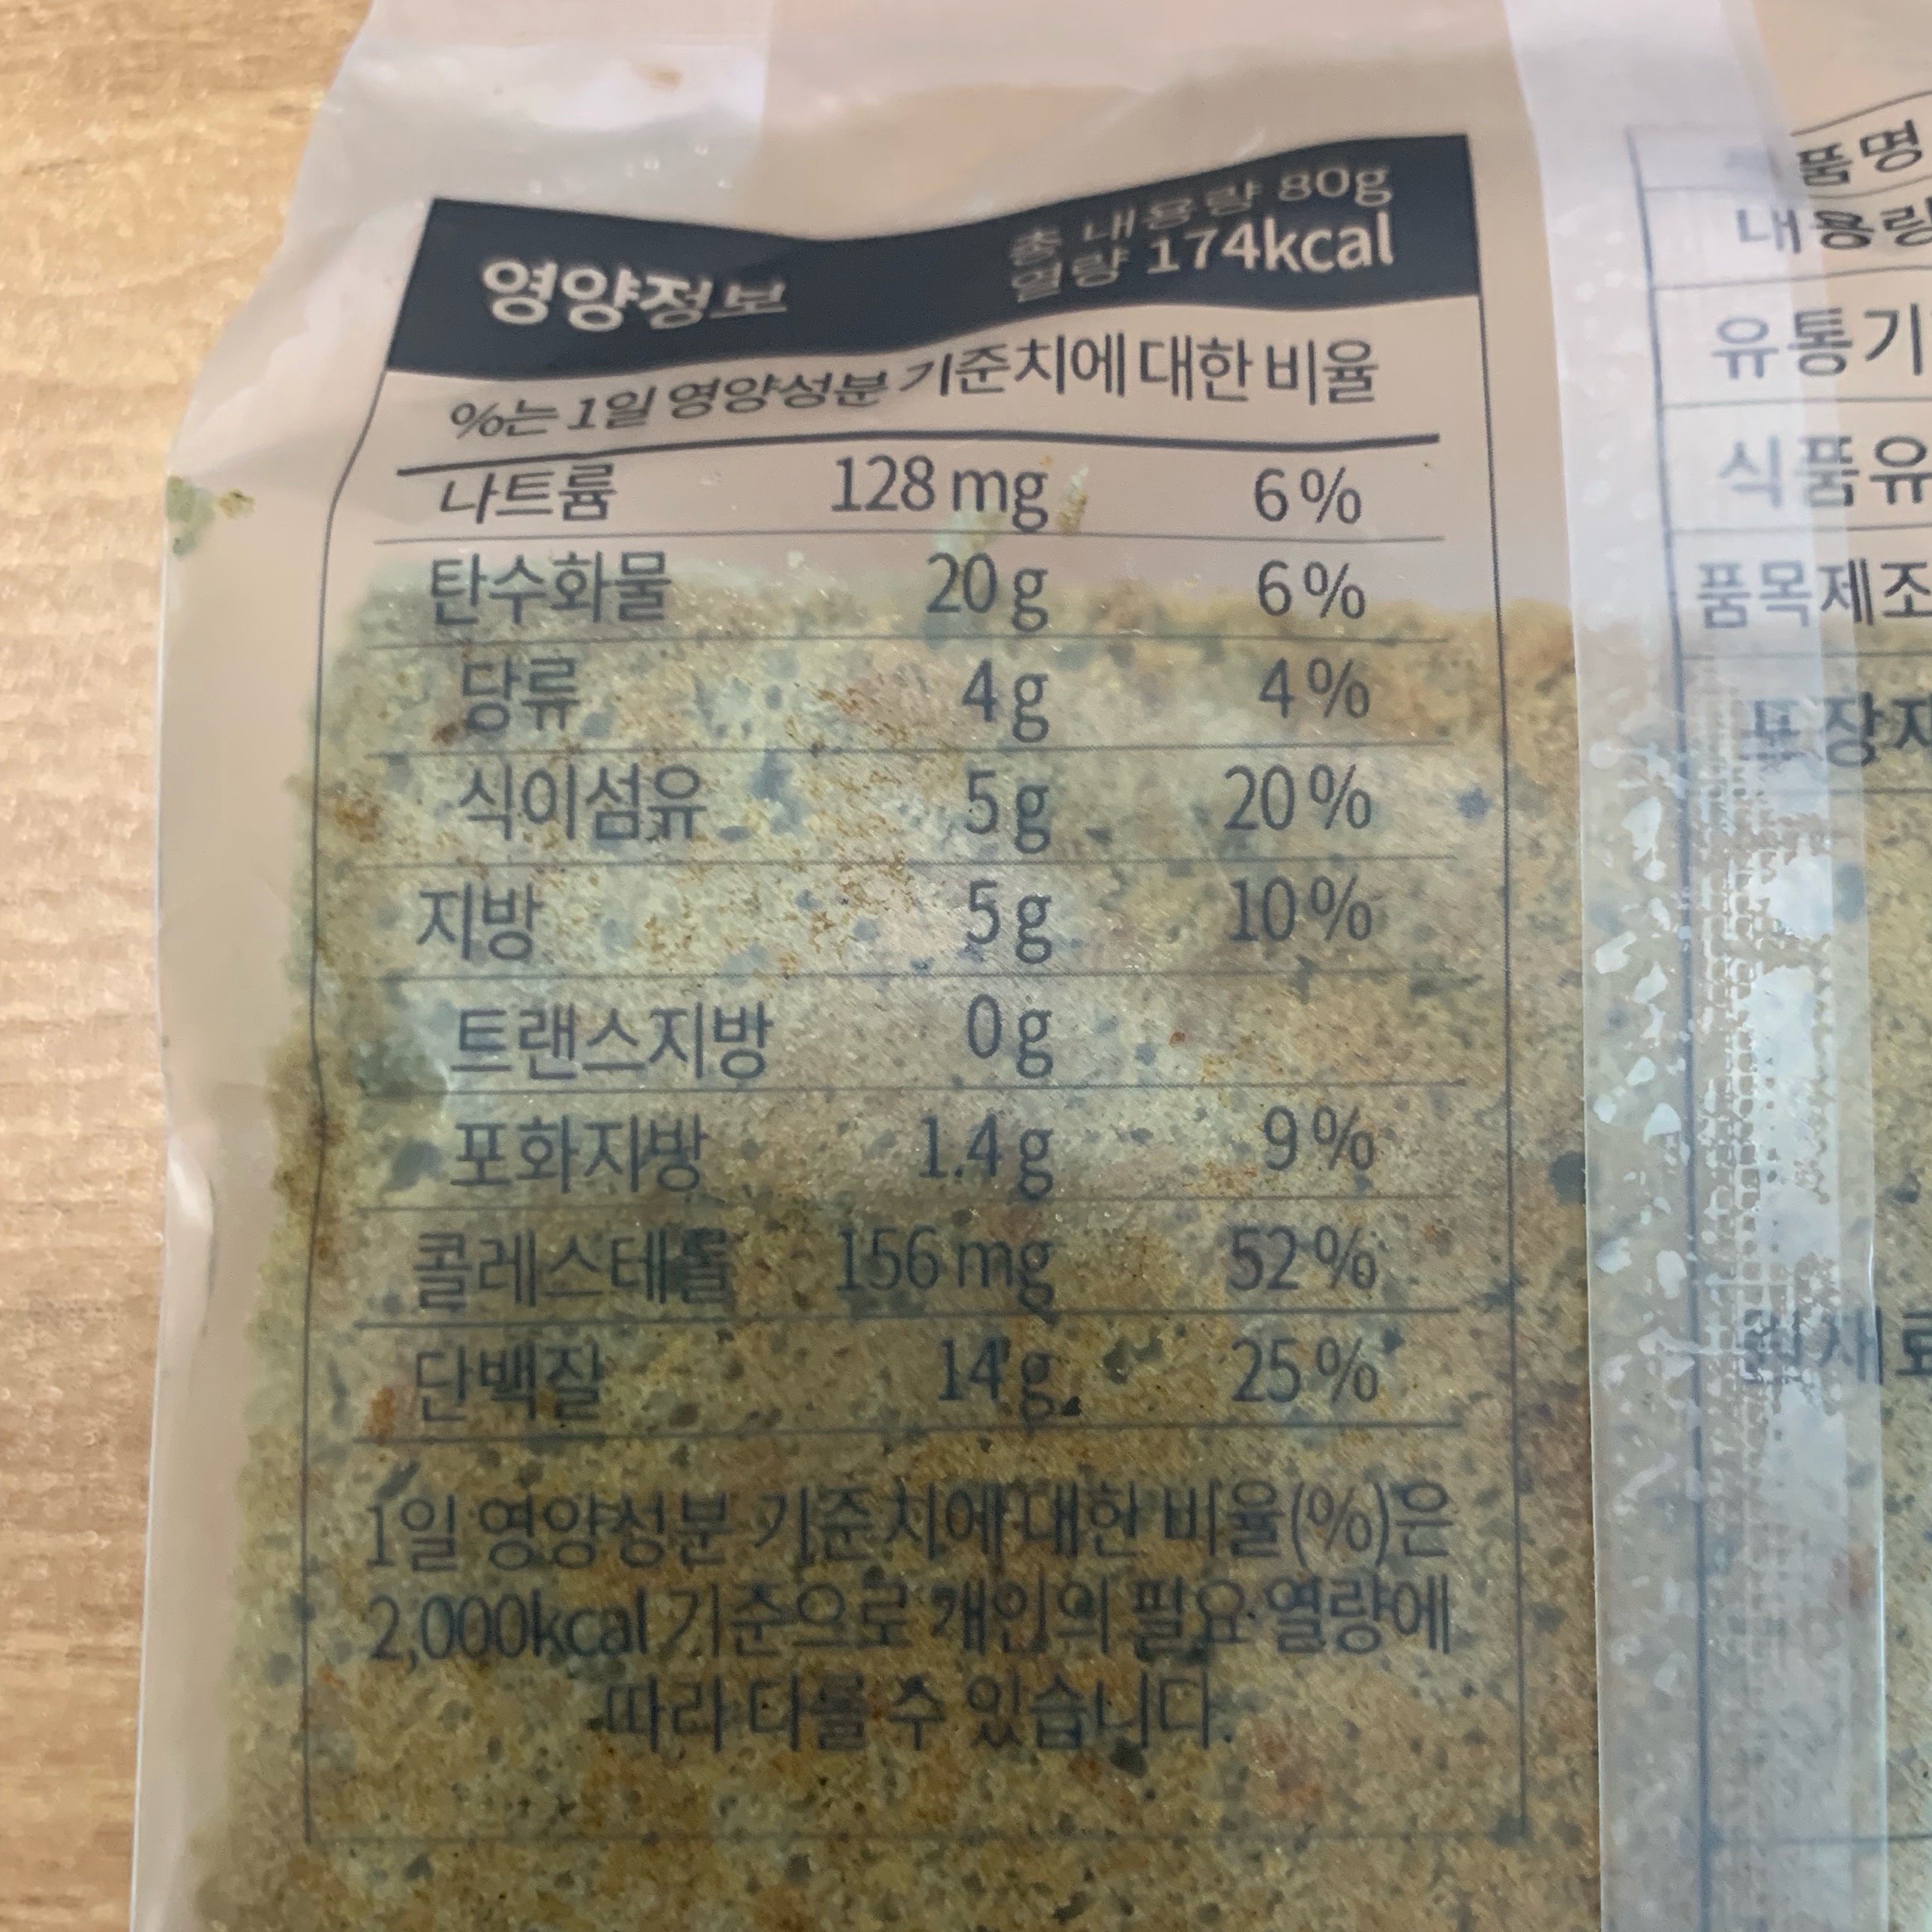 영양정보
총 내용량 80g
열량 174kcal
%는 1일 영양성분 기준치에 대한 비율
나트륨 128 mg 6%
탄수화물 20 g 6%
당류 4 g 4%
식이섬유 5 g 20%
지방 5 g 10%
트랜스지방 0 g
포화지방 1.4 g 9%
콜레스테롤 156 mg 52%
단백질 14 g 25%
1일 영양성분 기준치에 대한 비율(%)은
2,000kcal 기준으로 개인의 필요 열량에
따라 다를 수 있습니다.
품명
내용량
유통기
식품유
품목제조
포장재
원재료